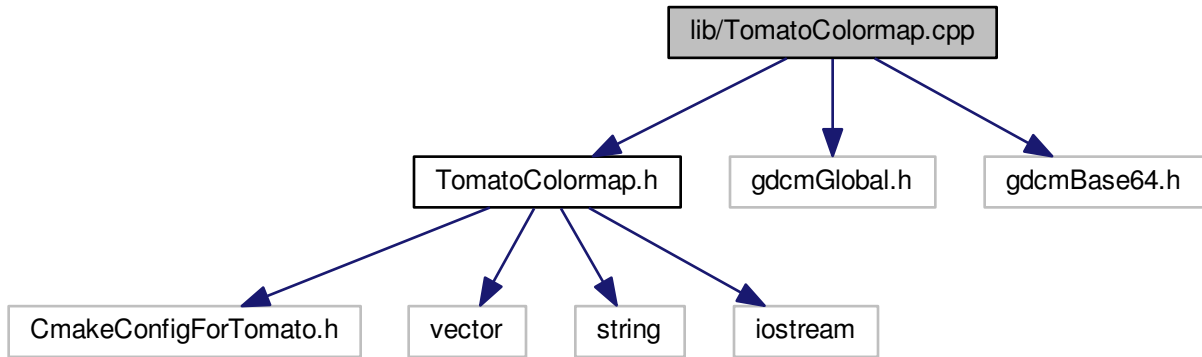 lib/TomatoColormap.cpp
TomatoColormap.h
gdcmGlobal.h
gdcmBase64.h
CmakeConfigForTomato.h
vector
string
iostream